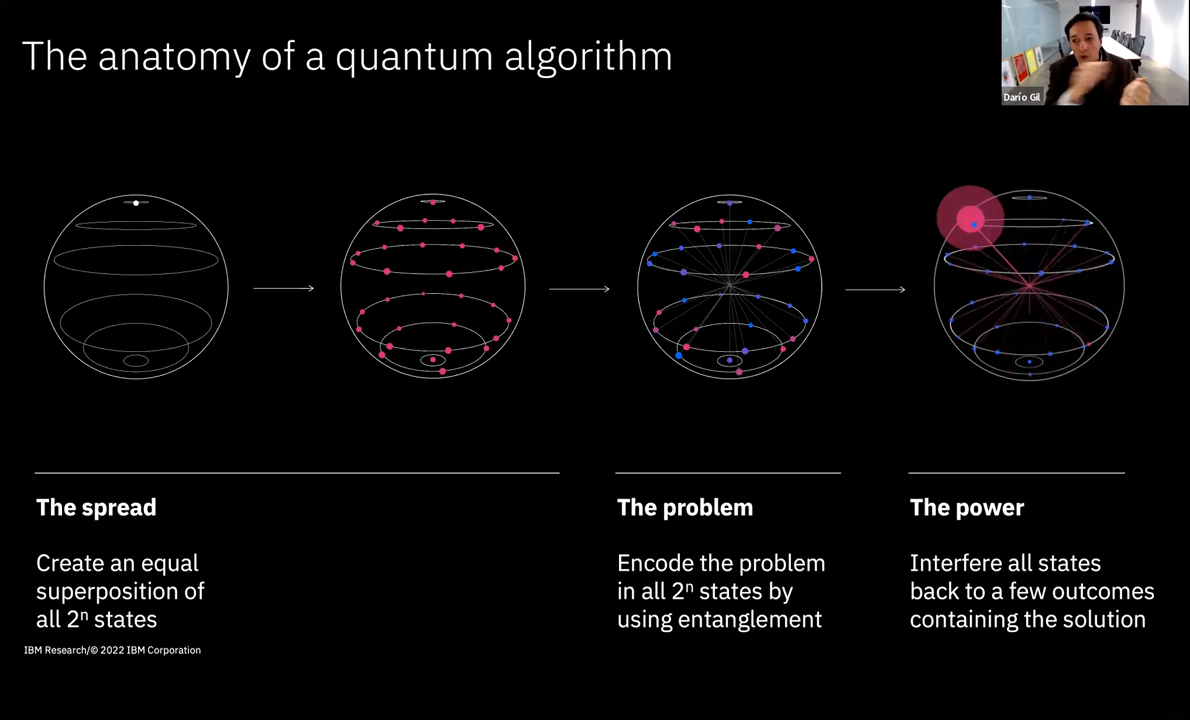 The anatomy of a quantum algorithm
Darío Gil
The spread
Create an equal
superposition of
all 2ⁿ states
The problem
Encode the problem
in all 2ⁿ states by
using entanglement
The power
Interfere all states
back to a few outcomes
containing the solution
IBM Research/© 2022 IBM Corporation